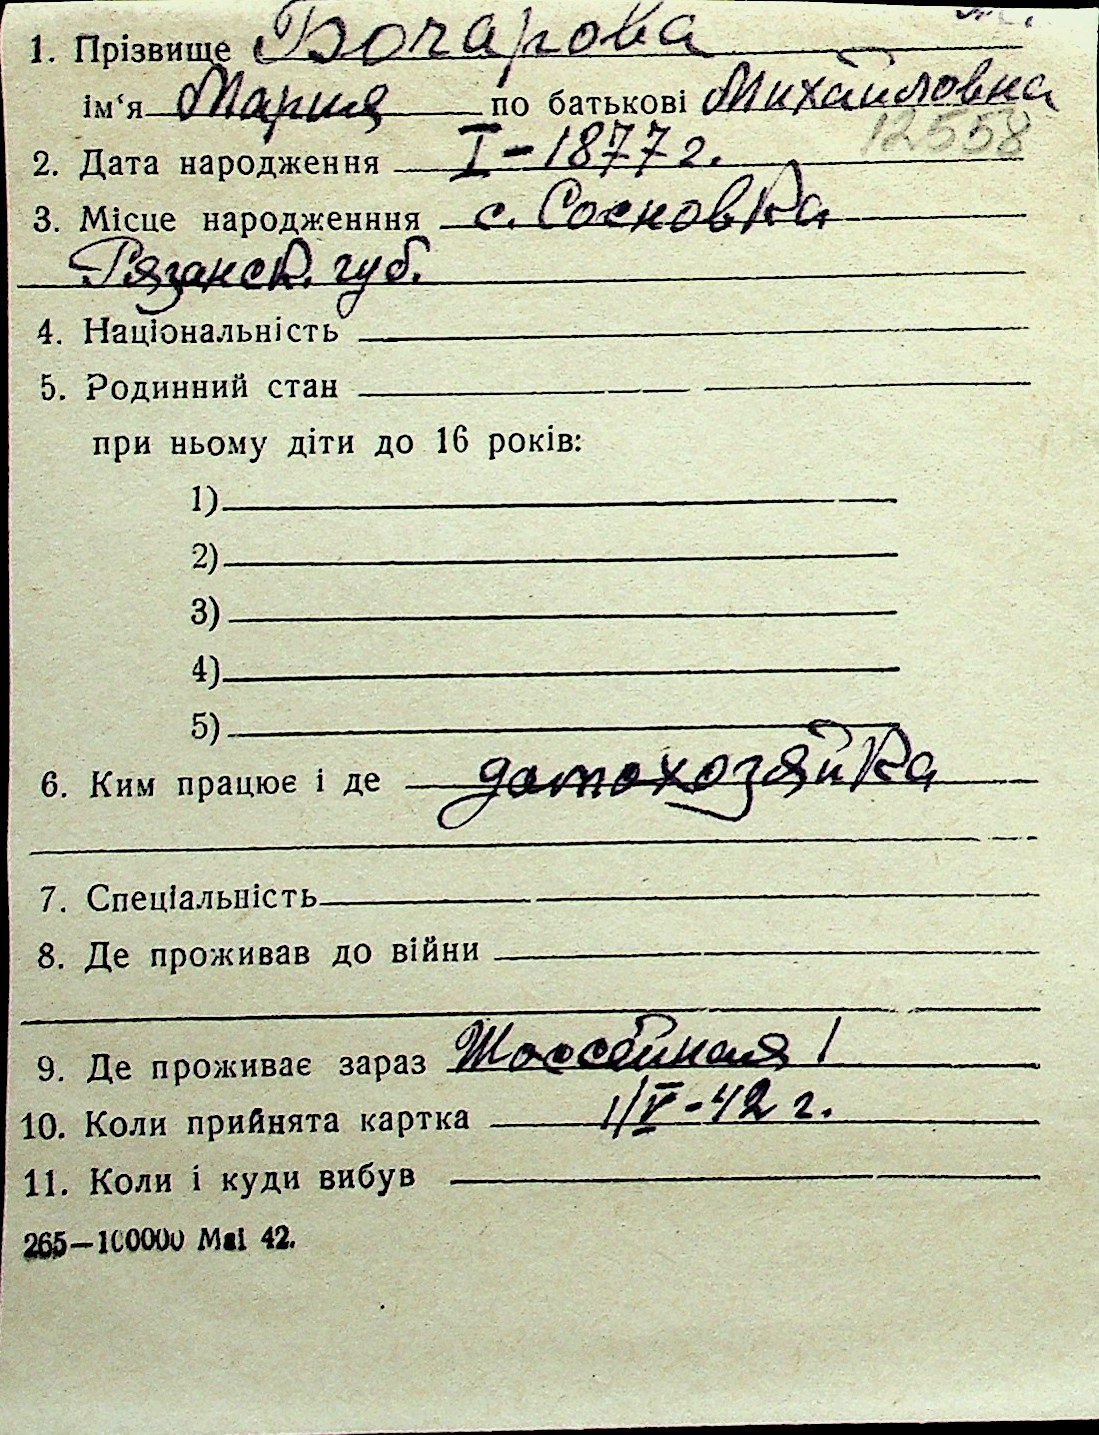 1. Прізвище Бочарова
ім‘я Мария по батькові Михайловна
12558
2. Дата народження I-1877 г.
3. Місце народженння с. Сосновка
Рязанск. губ.
4. Національність
5. Родинний стан
при ньому діти до 16 років:
1)
2)
3)
4)
5)
6. Ким працює і де домохозяйка
7. Спеціальність
8. Де проживав до війни
9. Де проживає зараз Шоссейная 1
10. Коли прийнята картка 1/V-42 г.
11. Коли і куди вибув
265—100000 Маі 42.